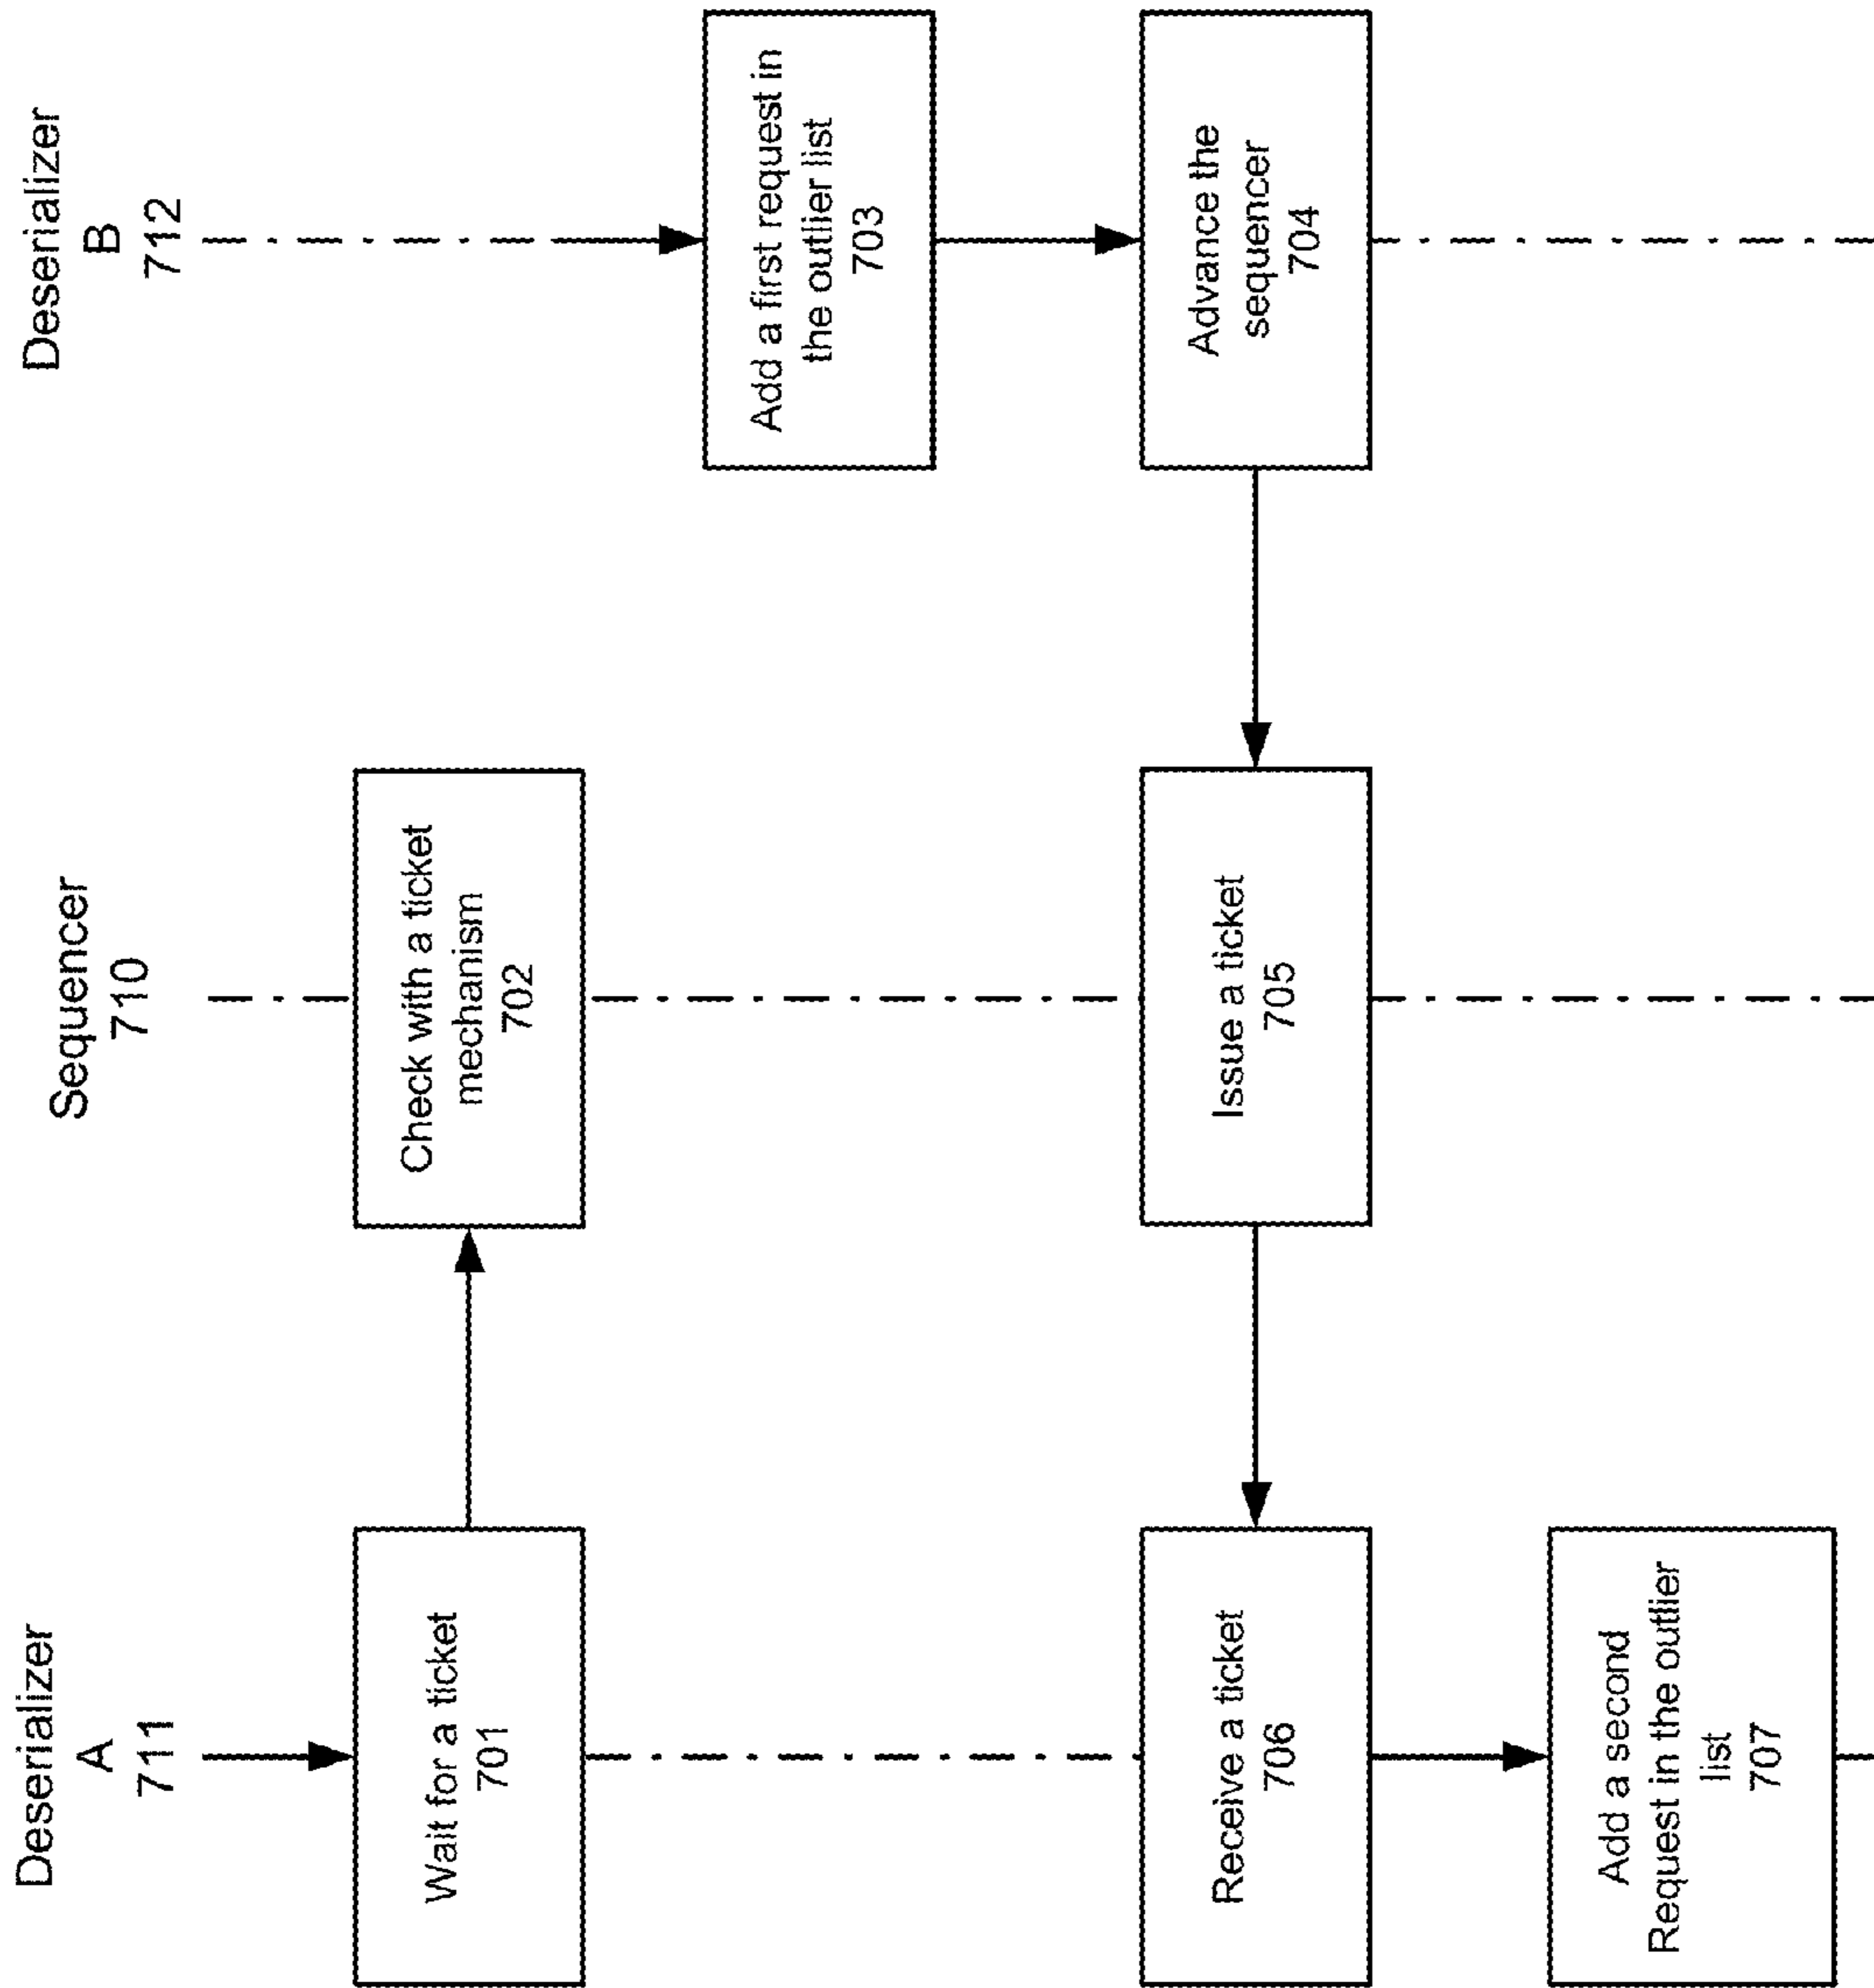 Deserializer
A
711
Sequencer
710
Deserializer
B
712
Wait for a ticket
701
Check with a ticket
mechanism
702
Add a first request in
the outlier list
703
Advance the
sequencer
704
Issue a ticket
705
Receive a ticket
706
Add a second
Request in the outlier
list
707